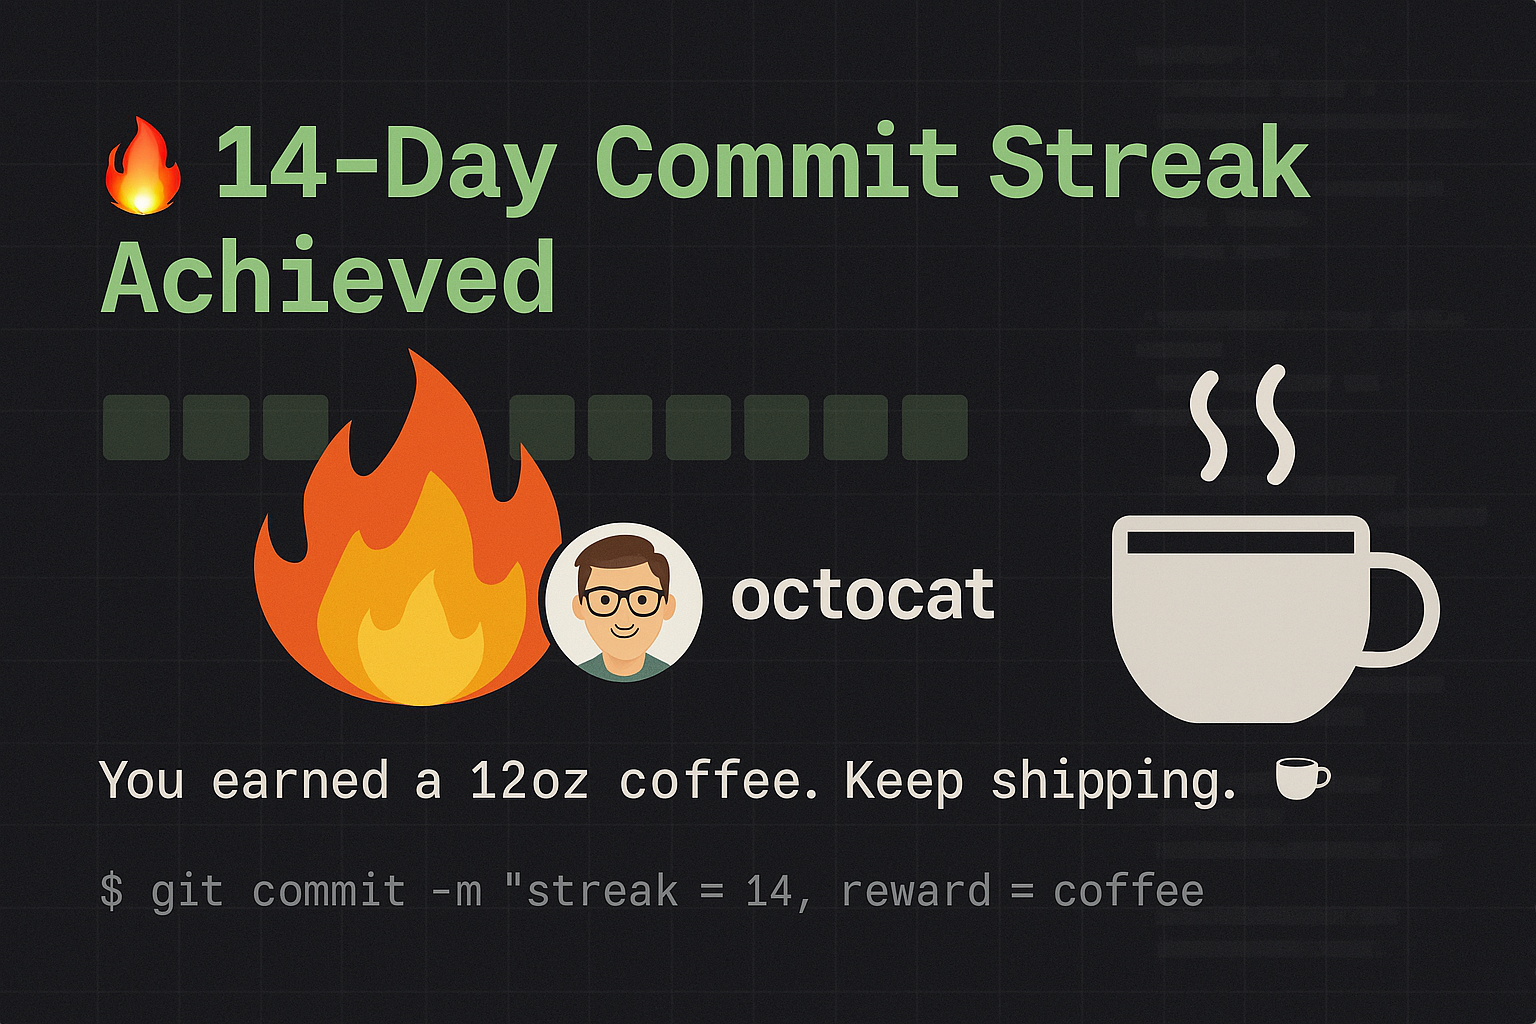 🔥 14-Day Commit Streak
Achieved
octocat
You earned a 12oz coffee. Keep shipping. ☕
$ git commit -m "streak = 14, reward = coffee